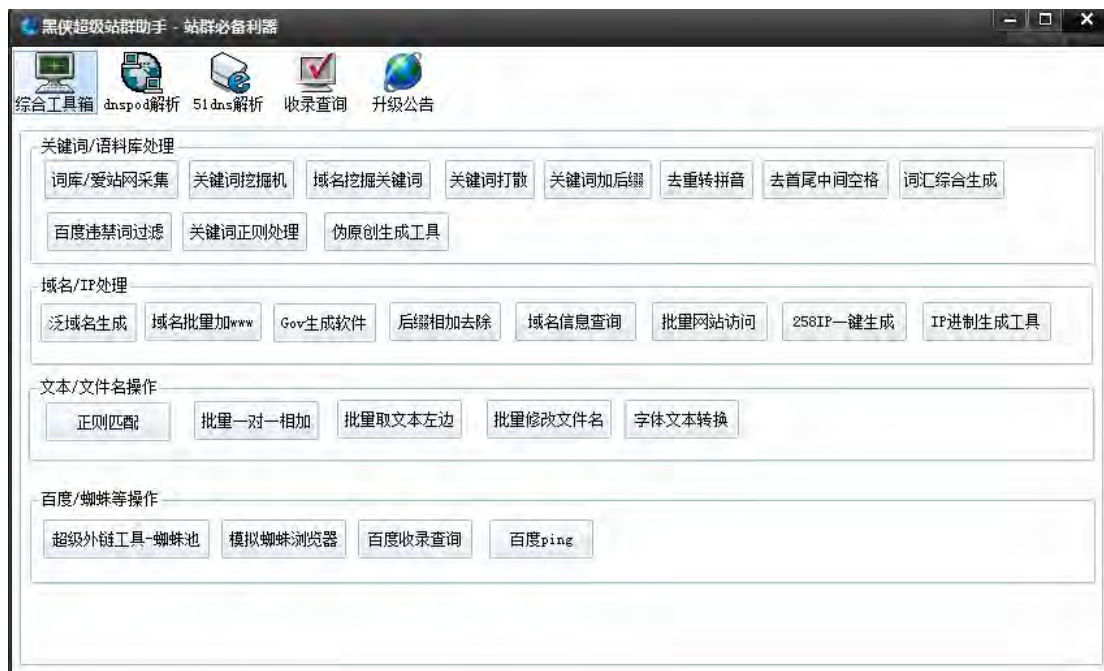 黑侠超级站群助手 - 站群必备利器
综合工具箱 dnspod解析 51dns解析 收录查询 升级公告
关键词/语料库处理
词库/爱站网采集 关键词挖掘机 域名挖掘关键词 关键词打散 关键词加后缀 去重转拼音 去首尾中间空格 词汇综合生成
百度违禁词过滤 关键词正则处理 伪原创生成工具
域名/IP处理
泛域名生成 域名批量加www Gov生成软件 后缀相加去除 域名信息查询 批量网站访问 258IP一键生成 IP进制生成工具
文本/文件名操作
正则匹配 批量一对一相加 批量取文本左边 批量修改文件名 字体文本转换
百度/蜘蛛等操作
超级外链工具-蜘蛛池 模拟蜘蛛浏览器 百度收录查询 百度ping